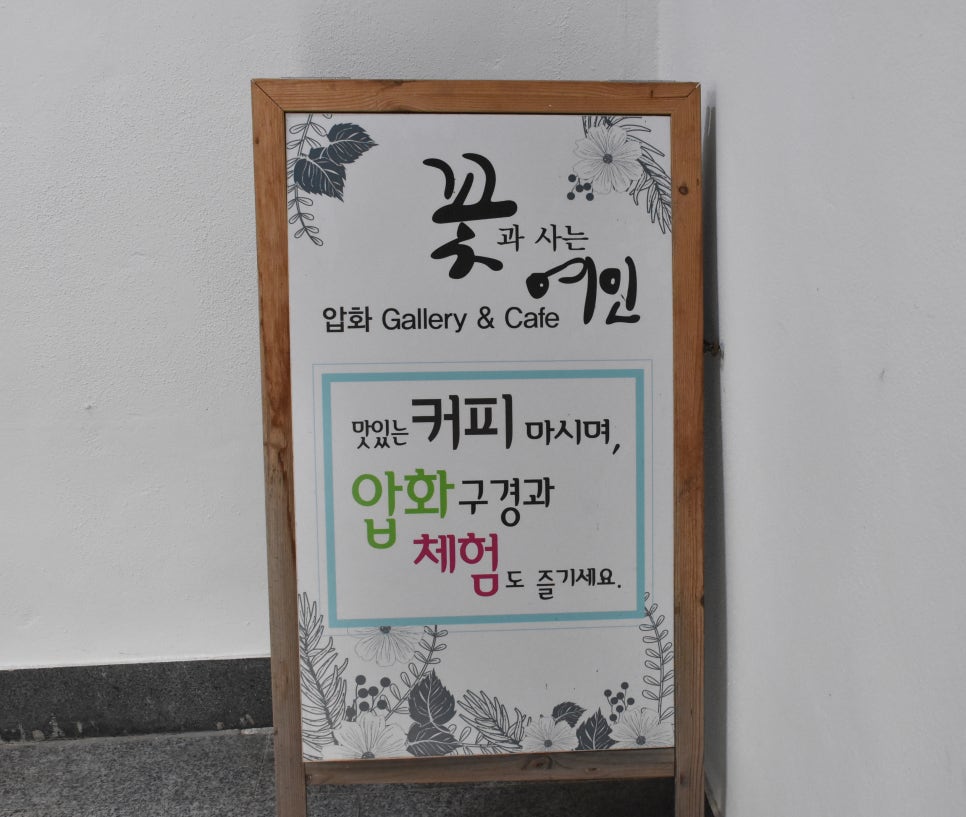 꽃과 사는
여인
압화 Gallery & Cafe
맛있는 커피 마시며,
압화 구경과
체험도 즐기세요.